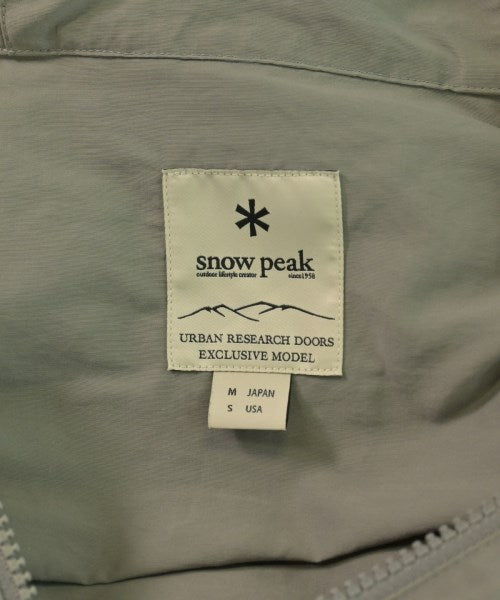 snow peak
outdoor lifestyle creator since1958
URBAN RESEARCH DOORS
EXCLUSIVE MODEL
M JAPAN
S USA